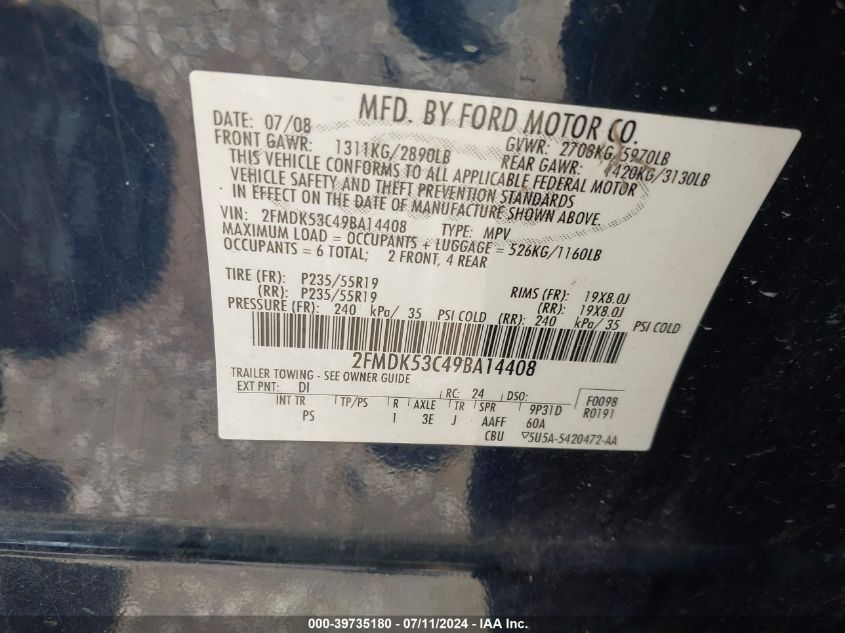 MFD. BY FORD MOTOR CO.
DATE: 07/08 GVWR: 2708KG/5970LB
FRONT GAWR: 1311KG/2890LB REAR GAWR: 1420KG/3130LB
THIS VEHICLE CONFORMS TO ALL APPLICABLE FEDERAL MOTOR
VEHICLE SAFETY AND THEFT PREVENTION STANDARDS
IN EFFECT ON THE DATE OF MANUFACTURE SHOWN ABOVE.
VIN: 2FMDK53C49BA14408 TYPE: MPV
MAXIMUM LOAD = OCCUPANTS + LUGGAGE = 526KG/1160LB
OCCUPANTS = 6 TOTAL; 2 FRONT, 4 REAR
TIRE (FR): P235/55R19 RIMS (FR): 19X8.0J
(RR): P235/55R19 (RR): 19X8.0J
PRESSURE (FR): 240 kPa/ 35 PSI COLD (RR): 240 kPa/ 35 PSI COLD
2FMDK53C49BA14408
TRAILER TOWING - SEE OWNER GUIDE
EXT PNT: DI RC: 24 DSO: F0098
INT TR TP/PS R AXLE TR SPR 9P31D R0191
PS 1 3E J AAFF 60A
CBU ▽5U5A-5420472-AA
000-39735180 - 07/11/2024 - IAA Inc.